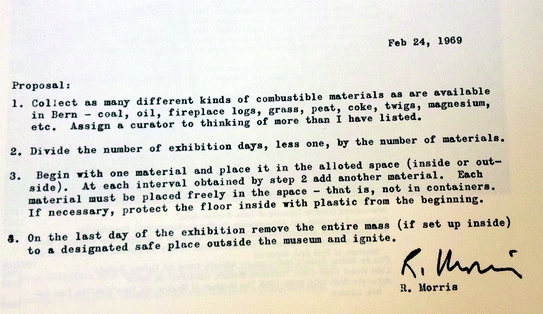 Feb 24, 1969
Proposal:
1. Collect as many different kinds of combustible materials as are available
in Bern - coal, oil, fireplace logs, grass, peat, coke, twigs, magnesium,
etc. Assign a curator to thinking of more than I have listed.
2. Divide the number of exhibition days, less one, by the number of materials.
3. Begin with one material and place it in the alloted space (inside or out-
side). At each interval obtained by step 2 add another material. Each
material must be placed freely in the space - that is, not in containers.
If necessary, protect the floor inside with plastic from the beginning.
4. On the last day of the exhibition remove the entire mass (if set up inside)
to a designated safe place outside the museum and ignite.
R. Morris
R. Morris